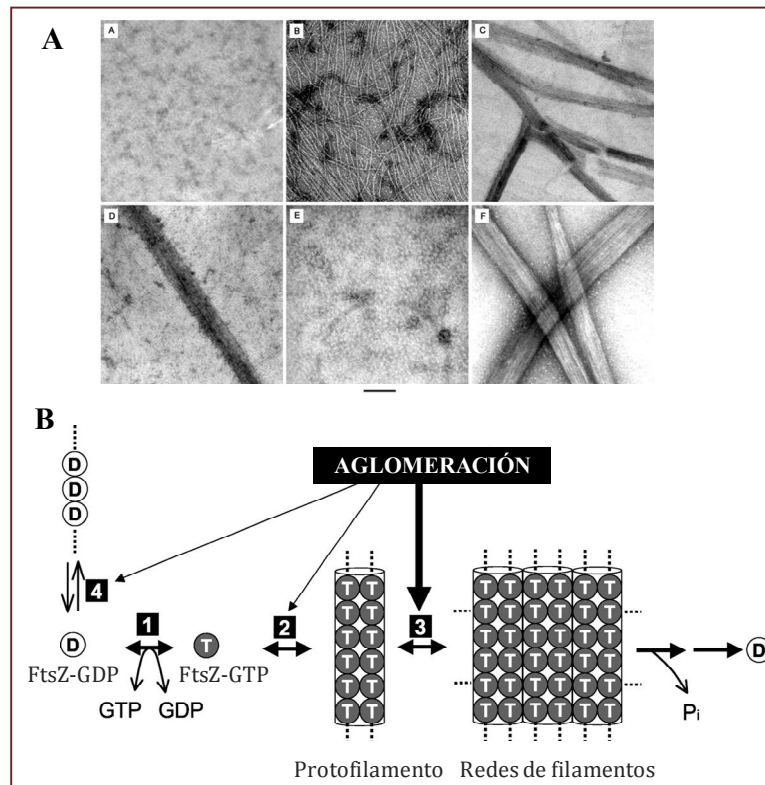 A
A
B
C
D
E
F
B
AGLOMERACIÓN
D
D
D
4
1
2
3
D
T
FtsZ-GDP
FtsZ-GTP
GTP
GDP
T T
T T
T T
T T
T T
T T
T T T T T T
T T T T T T
T T T T T T
T T T T T T
T T T T T T
T T T T T T
D
Pi
Protofilamento
Redes de filamentos